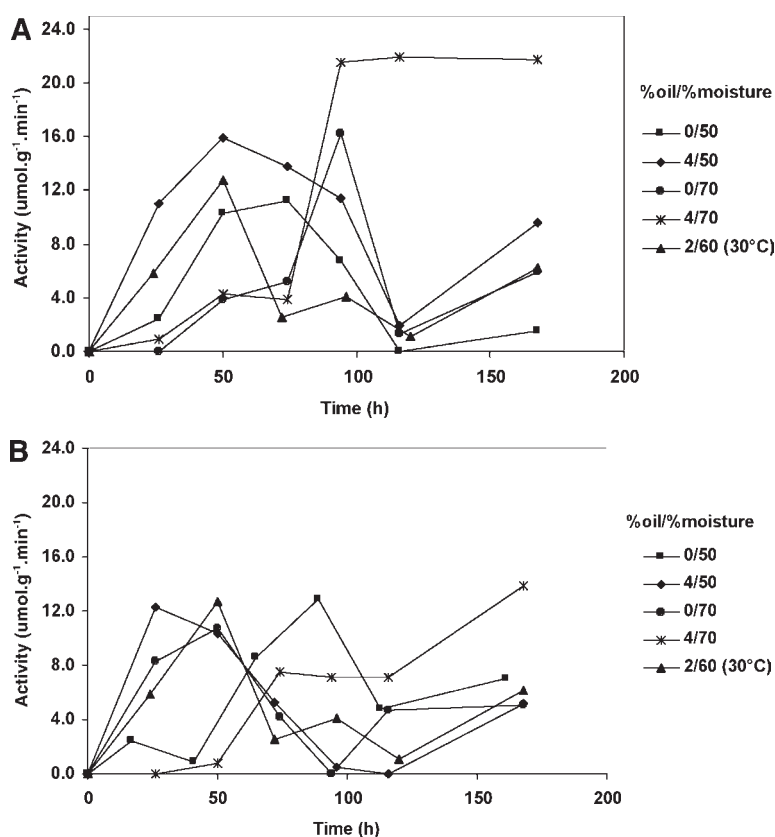 A
24.0
20.0
16.0
12.0
8.0
4.0
0.0
Activity (umol.g-1.min-1)
0 50 100 150 200
Time (h)
%oil/%moisture
0/50
4/50
0/70
4/70
2/60 (30°C)
B
24.0
20.0
16.0
12.0
8.0
4.0
0.0
Activity (umol.g-1.min-1)
0 50 100 150 200
Time (h)
%oil/%moisture
0/50
4/50
0/70
4/70
2/60 (30°C)